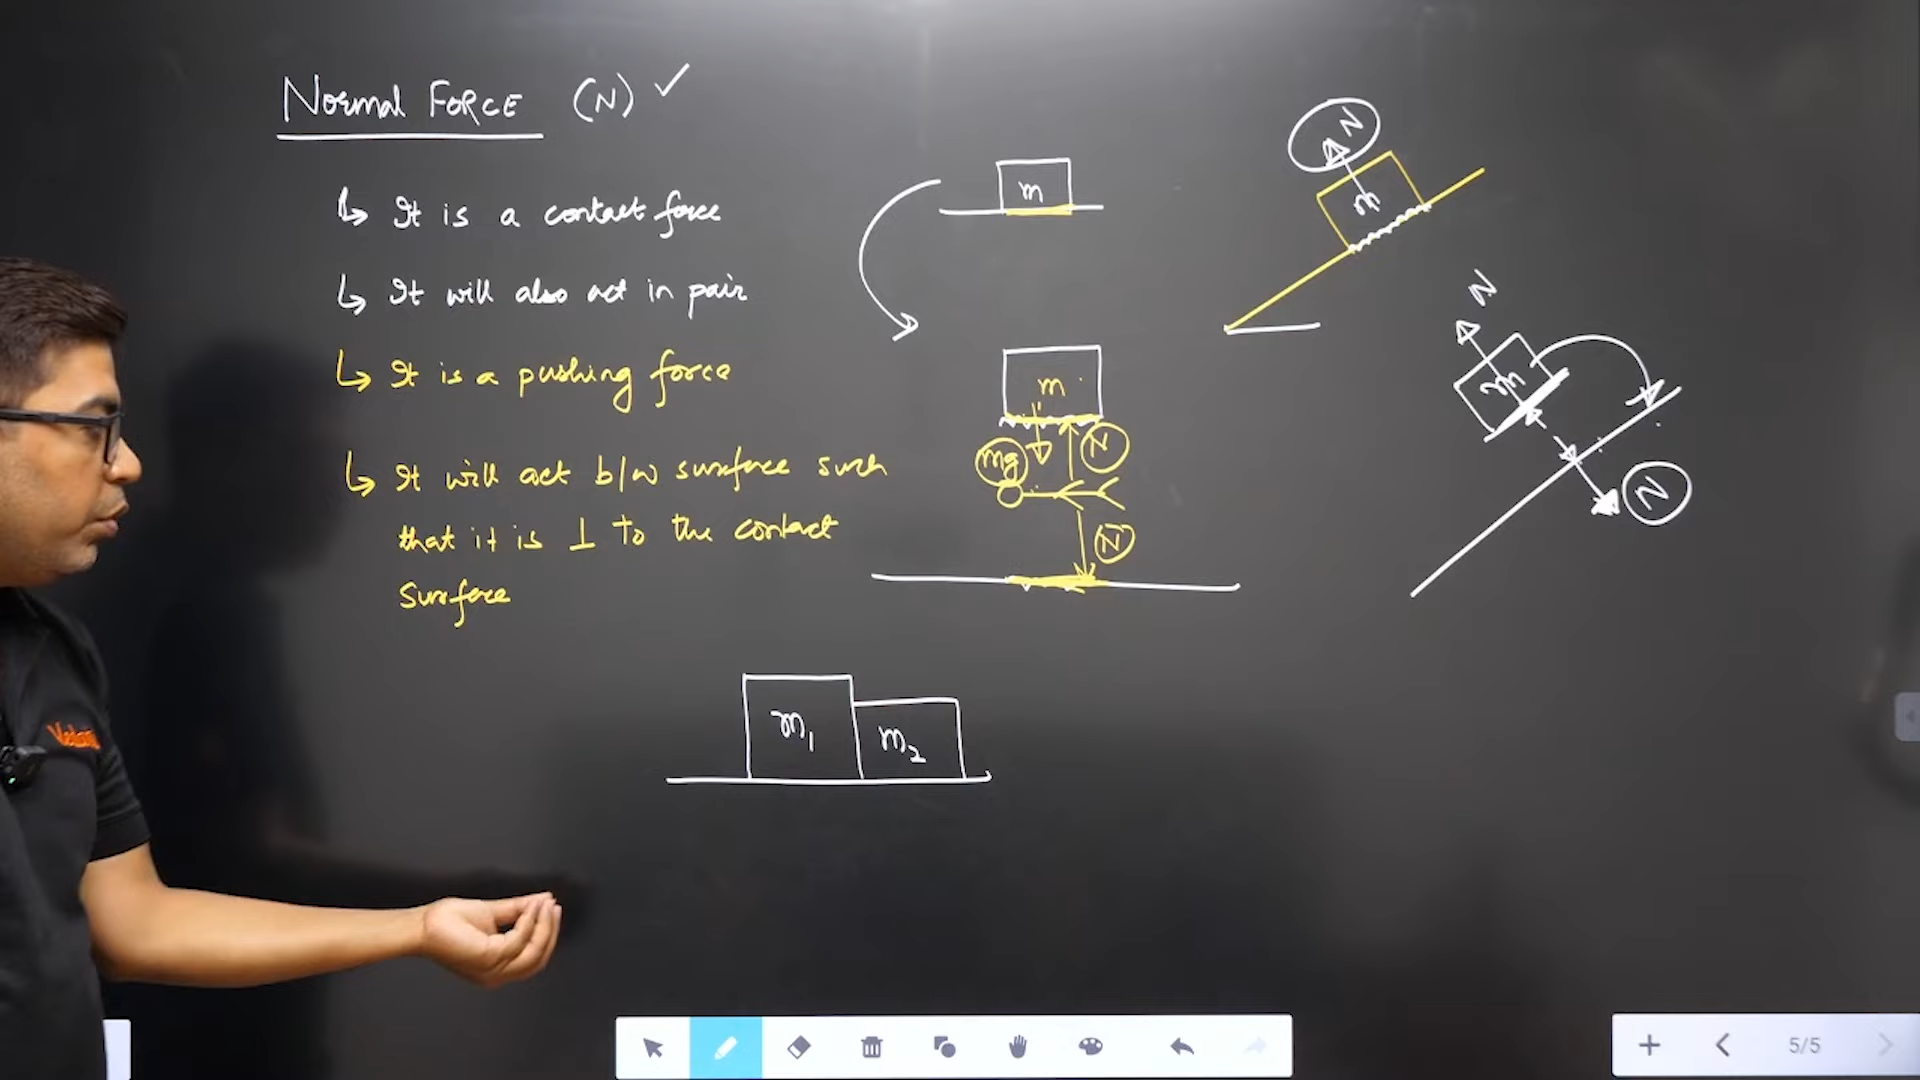 Normal FORCE (N) ✓
↳ It is a contact force
↳ It will also act in pair
↳ It is a pushing force
↳ It will act b/w surface such
that it is ⊥ to the contact
Surface
m
m
N
m
mg
N
N
N
m
N
m₁
m₂
Vedantu
5/5